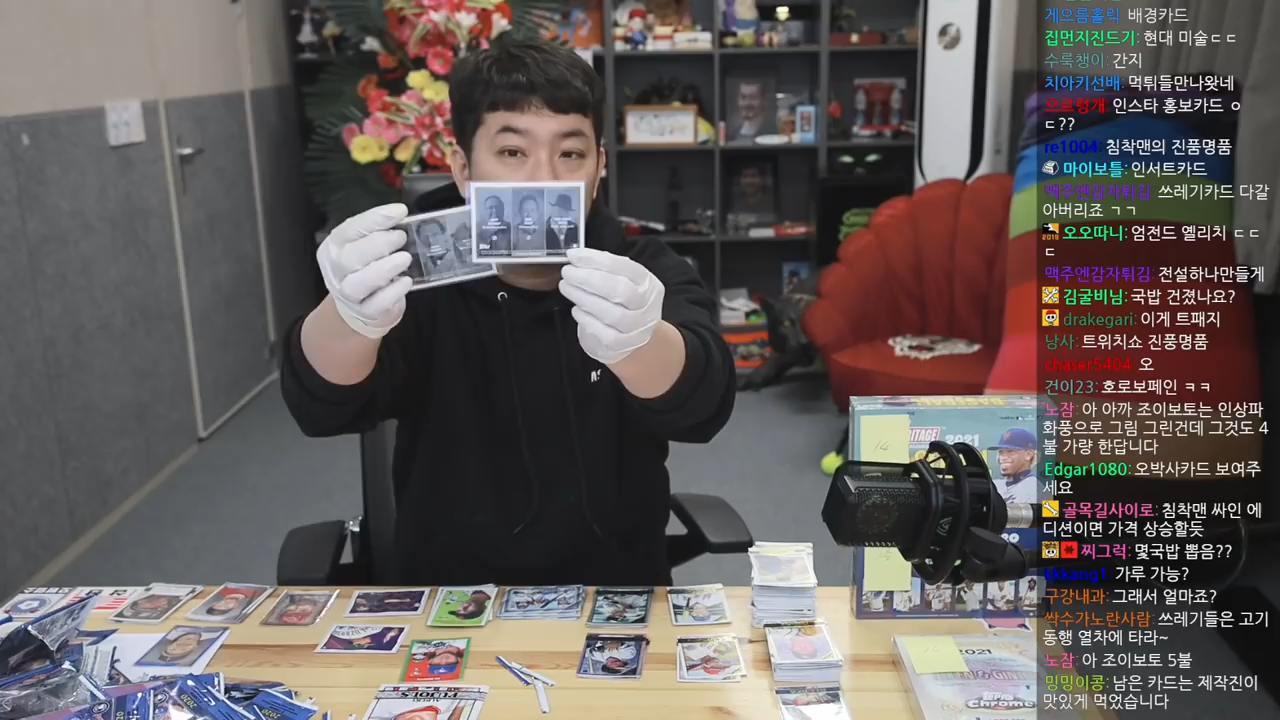 게으름홀릭 배경카드
집먼지진드기: 현대 미술ㄷㄷ
수룩챙이: 간지
치아키선배: 먹튀들만나왓네
으르렁개 인스타 홍보카드 ㅇ
ㄷ??
re1004: 침착맨의 진품명품
마이보틀: 인서트카드
맥주엔감자튀김 쓰레기카드 다갈
아버리죠 ㄱㄱ
오오따니: 엄전드 옐리치 ㄷㄷ
ㄷ
맥주엔감자튀김: 전설하나만들게
김굴비님: 국밥 건졌나요?
drakegari: 이게 트패지
낭사: 트위치쇼 진풍명품
chaser5404 오
건이23: 호로보페인 ㅋㅋ
노잠: 아 아까 조이보토는 인상파
화풍으로 그림 그린건데 그것도 4
불 가량 한답니다
Edgar1080: 오박사카드 보여주
세요
골목길사이로: 침착맨 싸인 에
디션이면 가격 상승할듯
찌그럭: 몇국밥 뽑음??
kkkang1 가루 가능?
구강내과: 그래서 얼마죠?
싹수가노란사람: 쓰레기들은 고기
동행 열차에 타라~
노잠: 아 조이보토 5불
밍밍이콩: 남은 카드는 제작진이
맛있게 먹었습니다
2021
14
2021
Topps
Chrome
ALBERT
PUJOLS